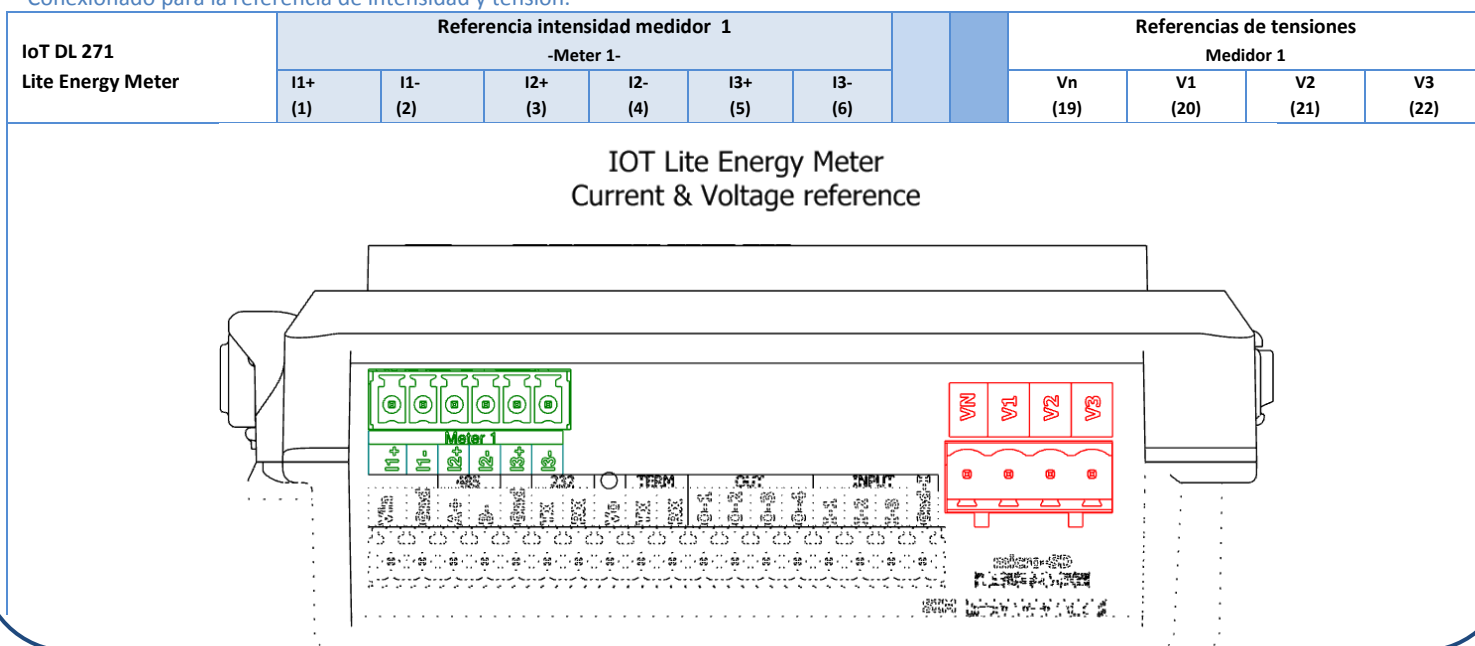 Conexionado para la referencia de intensidad y tensión:
IoT DL 271
Lite Energy Meter
Referencia intensidad medidor 1
-Meter 1-
Referencias de tensiones
Medidor 1
I1+ I1- I2+ I2- I3+ I3- Vn V1 V2 V3
(1) (2) (3) (4) (5) (6) (19) (20) (21) (22)
IOT Lite Energy Meter
Current & Voltage reference
VN V1 V2 V3
Meter 1
I1+ I1- I2+ I2- I3+ I3-
485 232 TERM OUT INPUT